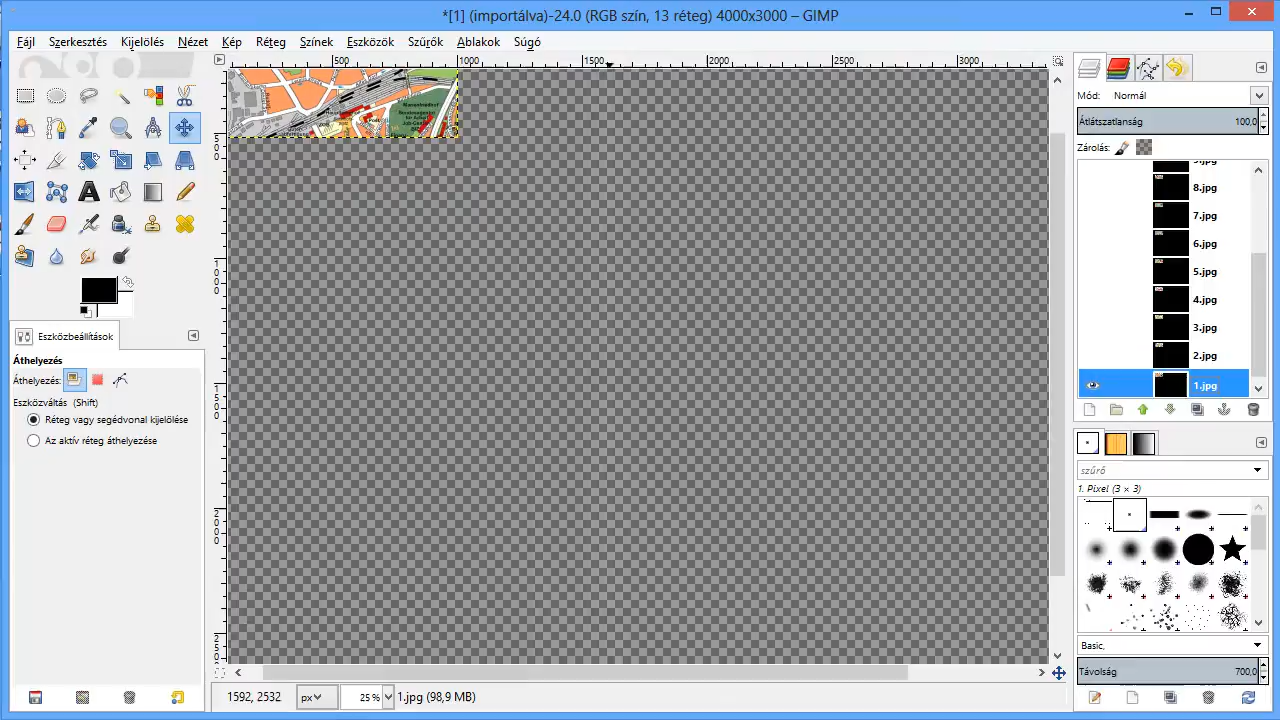 *[1] (importálva)-24.0 (RGB szín, 13 réteg) 4000x3000 – GIMP
Fájl Szerkesztés Kijelölés Nézet Kép Réteg Színek Eszközök Szűrők Ablakok Súgó
500 1000 1500 2000 2500 3000
Mód: Normál
Átlátszatlanság 100,0
Zárolás:
8.jpg
7.jpg
6.jpg
5.jpg
4.jpg
3.jpg
2.jpg
1.jpg
Eszközbeállítások
Áthelyezés
Áthelyezés:
Eszközváltás (Shift)
Réteg vagy segédvonal kijelölése
Az aktív réteg áthelyezése
szűrő
1. Pixel (3 × 3)
Basic,
Távolság 700,0
1592, 2532 px 25% 1.jpg (98,9 MB)